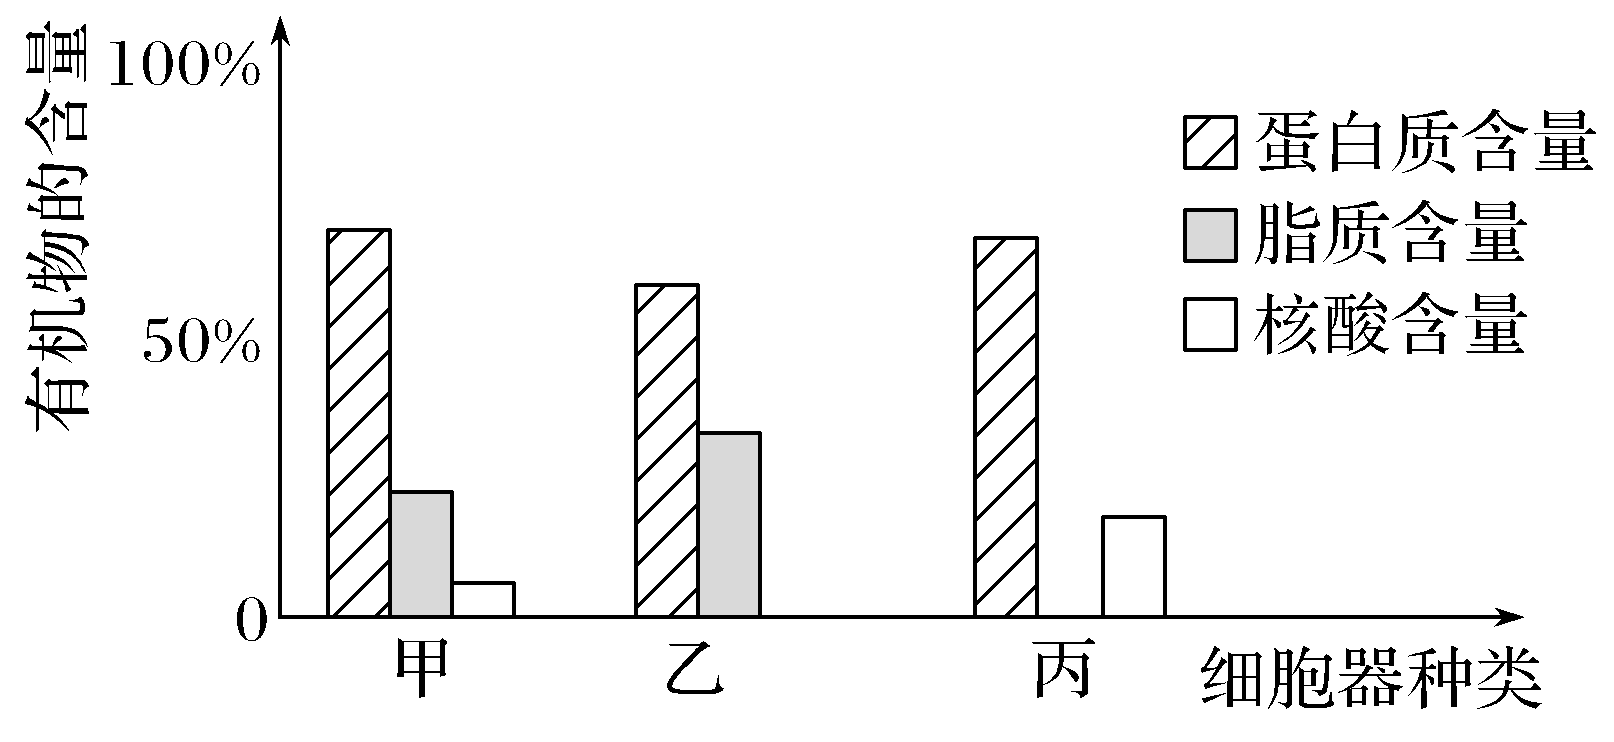 有机物的含量
100%
50%
0
蛋白质含量
脂质含量
核酸含量
甲
乙
丙
细胞器种类